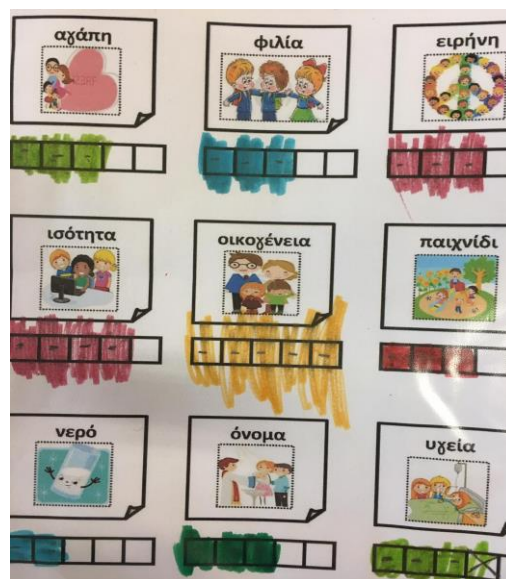 αγάπη
φιλία
ειρήνη
ισότητα
οικογένεια
παιχνίδι
νερό
όνομα
υγεία